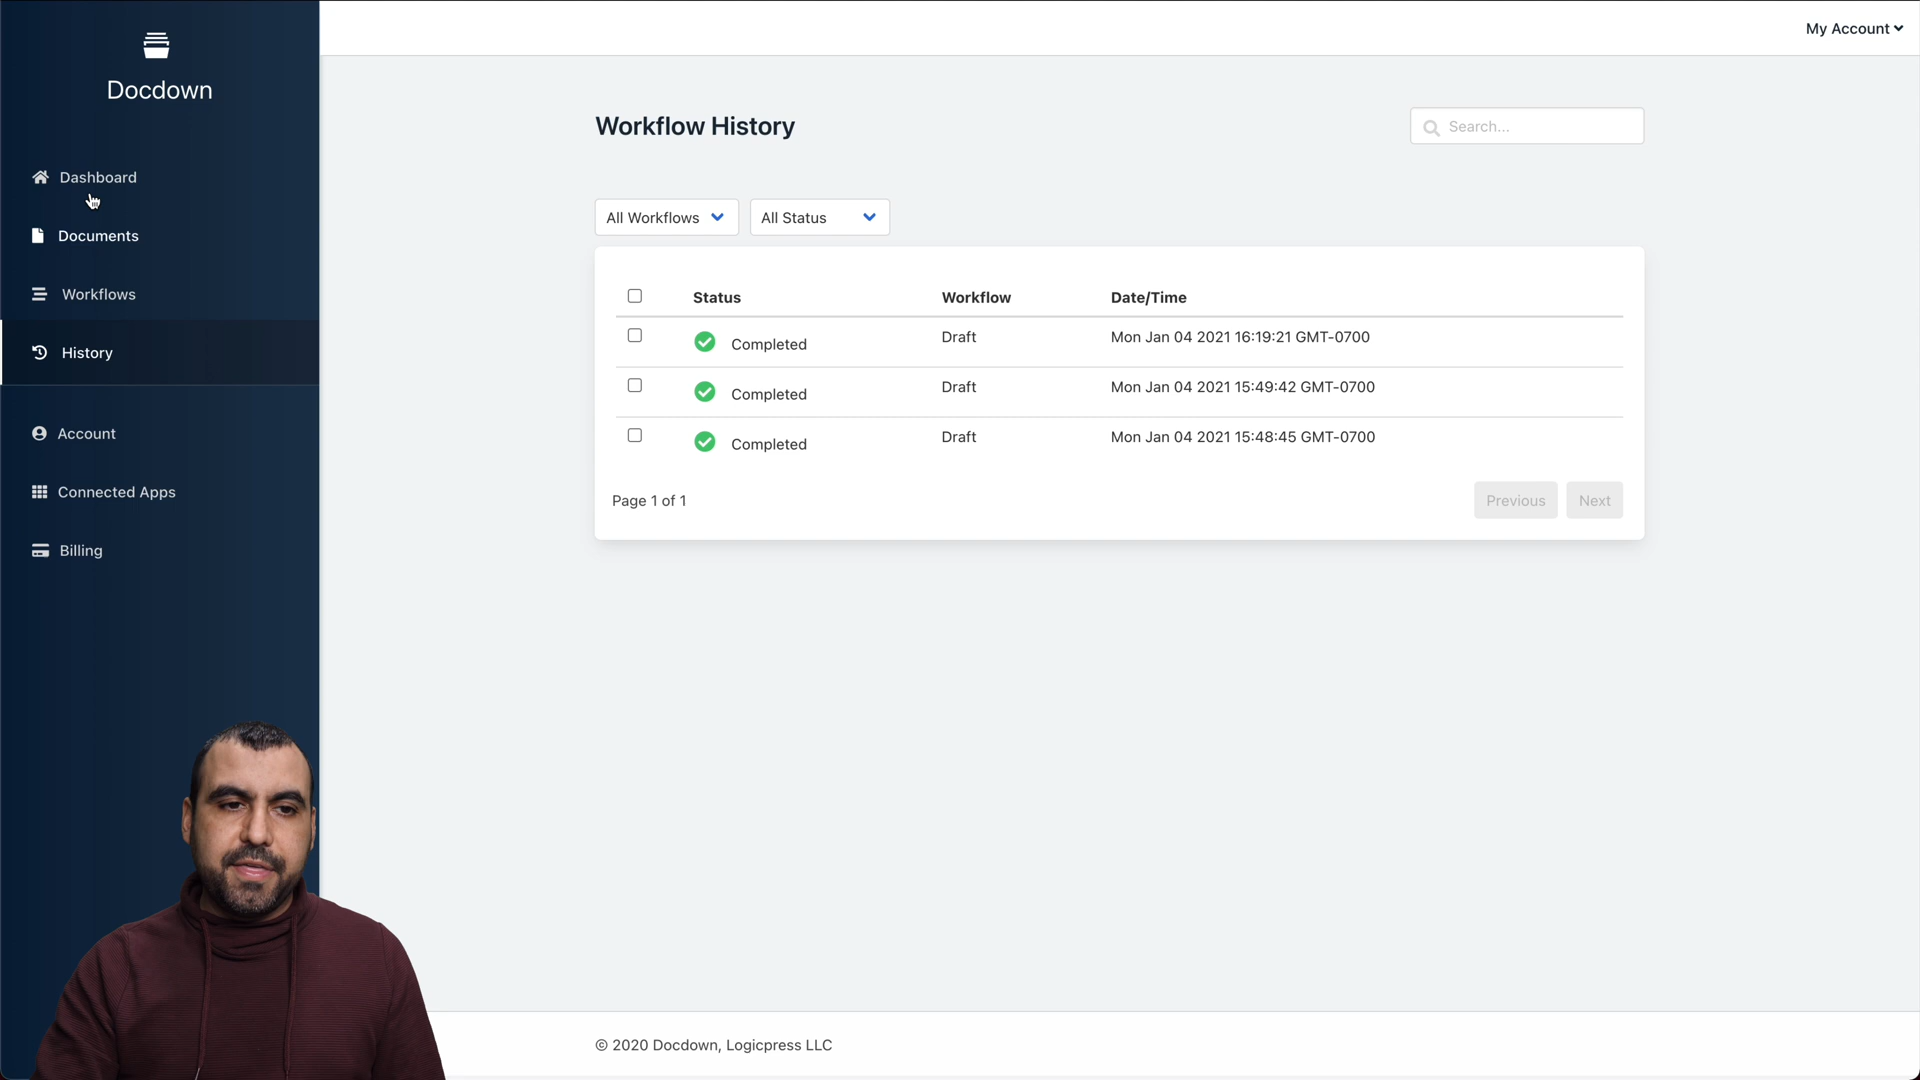 Docdown
My Account
Dashboard
Documents
Workflows
History
Account
Connected Apps
Billing
Workflow History
Search...
All Workflows
All Status
Status Workflow Date/Time
Completed Draft Mon Jan 04 2021 16:19:21 GMT-0700
Completed Draft Mon Jan 04 2021 15:49:42 GMT-0700
Completed Draft Mon Jan 04 2021 15:48:45 GMT-0700
Page 1 of 1
Previous Next
© 2020 Docdown, Logicpress LLC